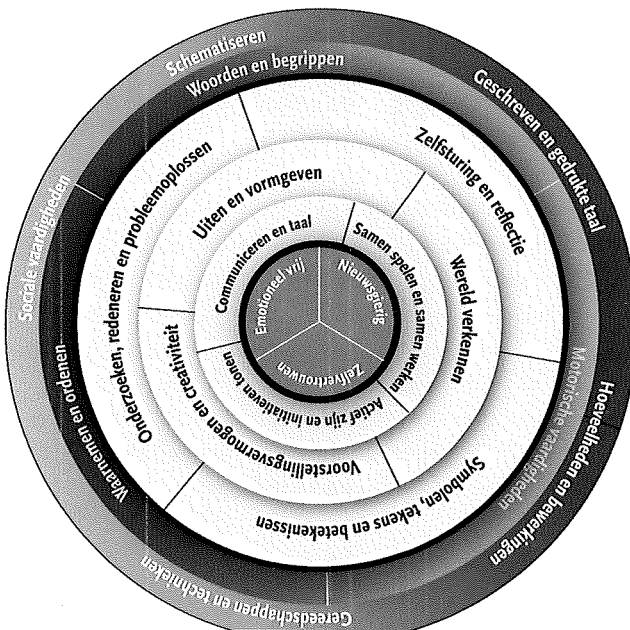 Schematiseren
Geschreven en gedrukte taal
Hoeveelheden en bewerkingen
Gereedschappen en technieken
Sociale vaardigheden
Woorden en begrippen
Motorische vaardigheden
Waarnemen en ordenen
Zelfsturing en reflectie
Symbolen, tekens en betekenissen
Onderzoeken, redeneren en probleemoplossen
Uiten en vormgeven
Wereld verkennen
Voorstellingsvermogen en creativiteit
Communiceren en taal
Samen spelen en samen werken
Actief zijn en initiatieven tonen
Emotioneel vrij
Nieuwsgierig
Zelfvertrouwen